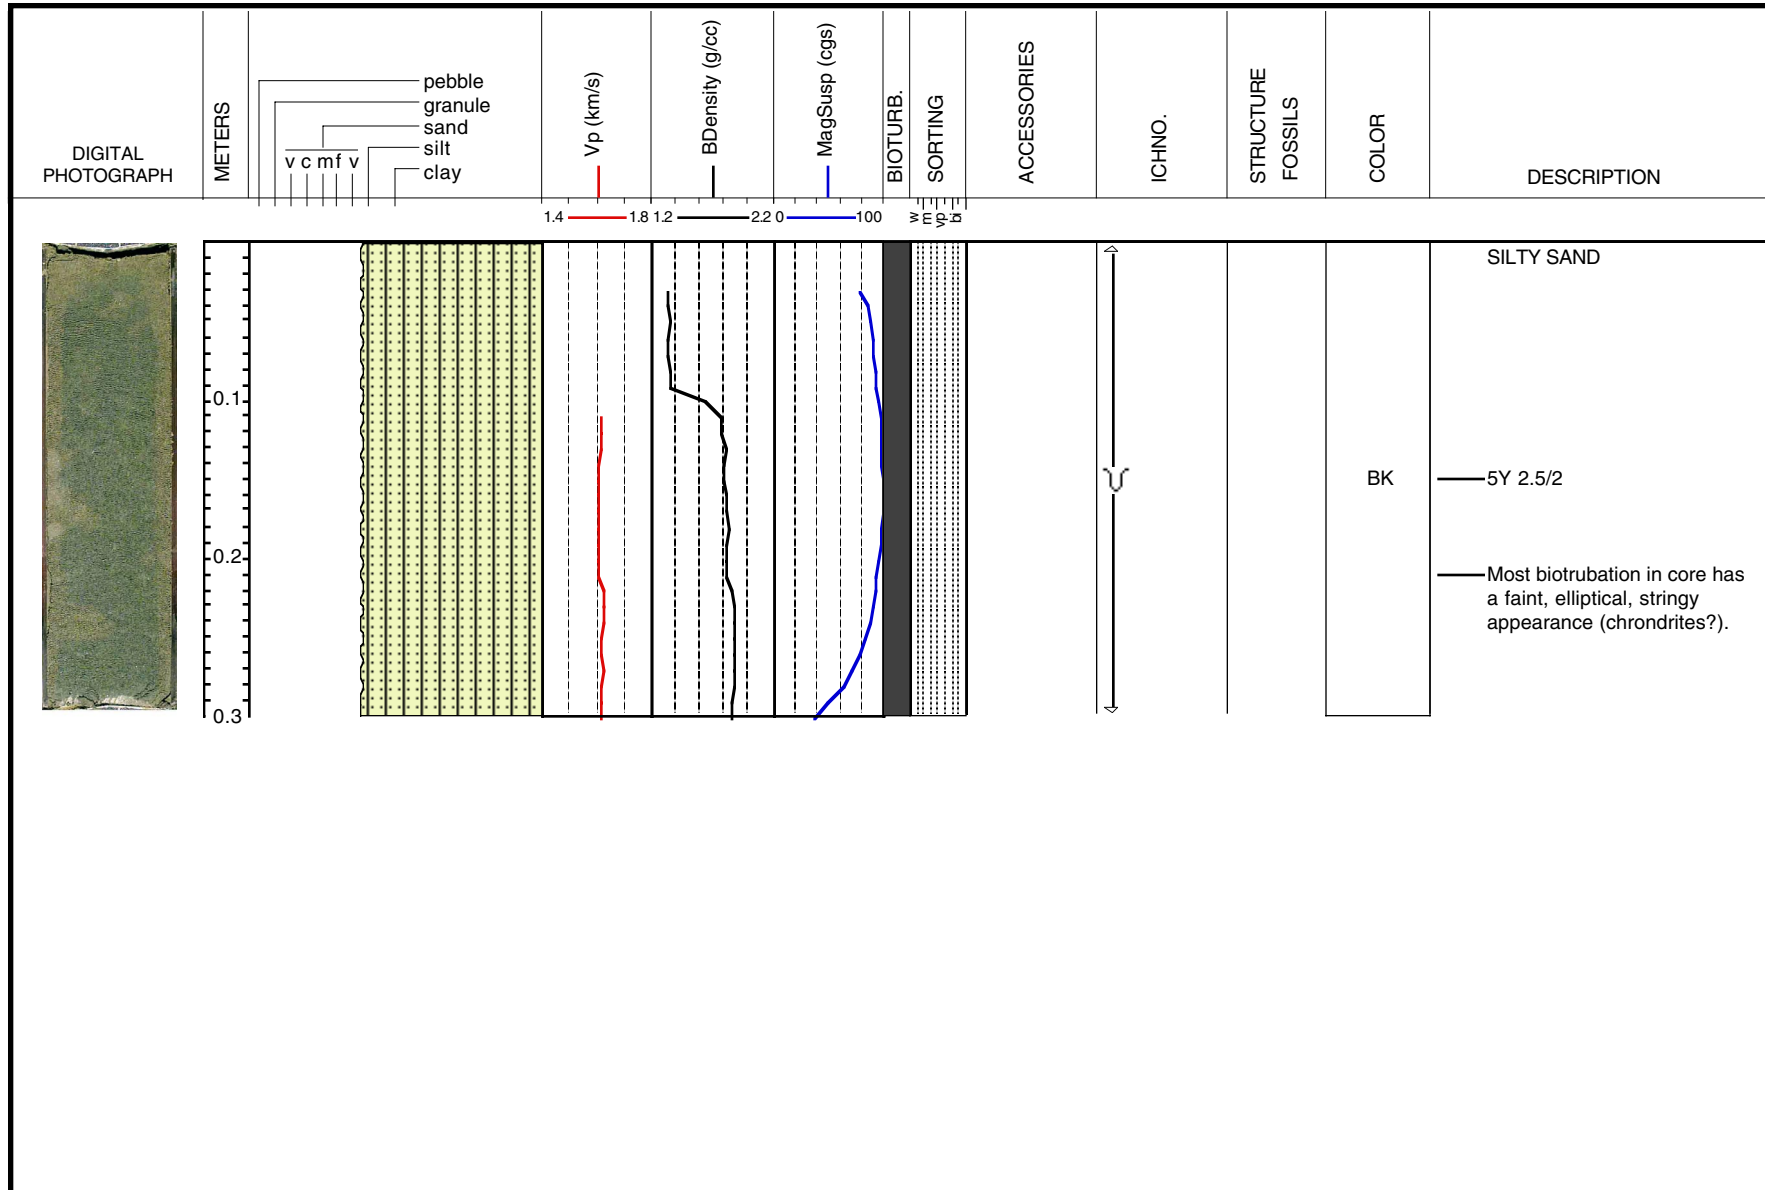 DIGITAL
PHOTOGRAPH
METERS
pebble
granule
sand
silt
clay
v c m f v
Vp (km/s)
1.4 1.8
BDensity (g/cc)
1.2 2.2
MagSusp (cgs)
0 100
BIOTURB.
SORTING
w
m
vp
bi
ACCESSORIES
ICHNO.
STRUCTURE
FOSSILS
COLOR
DESCRIPTION
SILTY SAND
0.1
0.2
0.3
BK
5Y 2.5/2
Most biotrubation in core has
a faint, elliptical, stringy
appearance (chrondrites?).